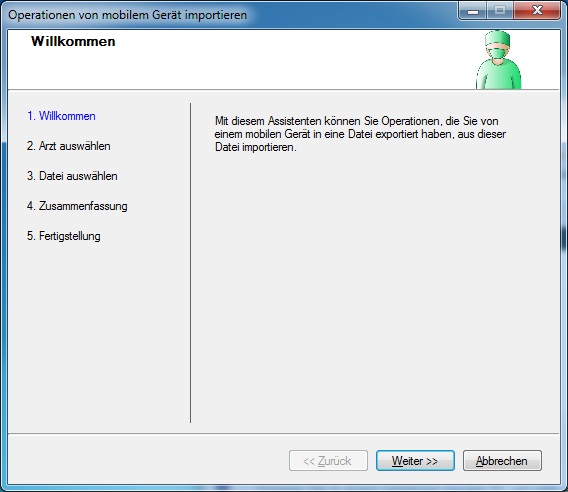 Operationen von mobilem Gerät importieren
Willkommen
1. Willkommen
2. Arzt auswählen
3. Datei auswählen
4. Zusammenfassung
5. Fertigstellung
Mit diesem Assistenten können Sie Operationen, die Sie von
einem mobilen Gerät in eine Datei exportiert haben, aus dieser
Datei importieren.
<< Zurück
Weiter >>
Abbrechen